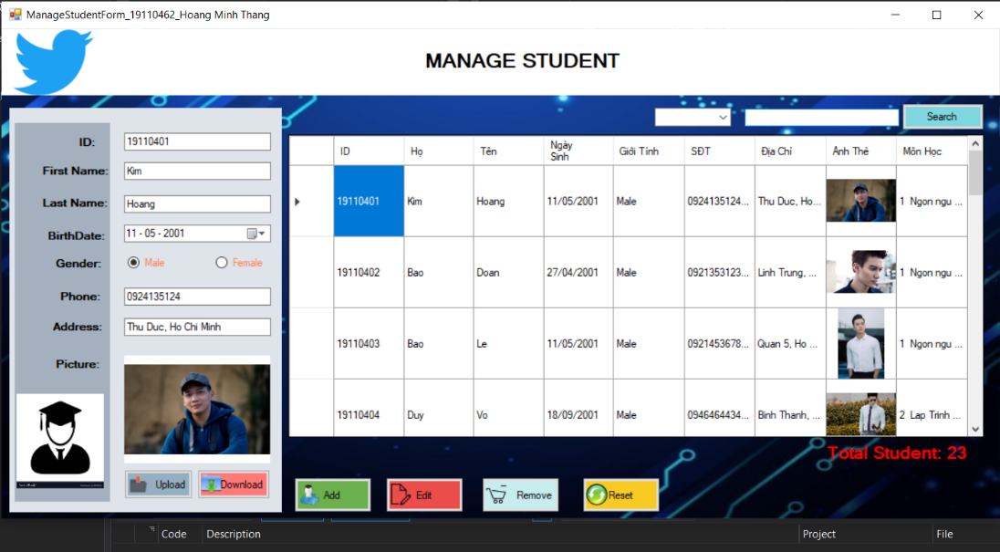 ManageStudentForm_19110462_Hoang Minh Thang
MANAGE STUDENT
Search
ID: 19110401
First Name: Kim
Last Name: Hoang
BirthDate: 11 - 05 - 2001
Gender: Male Female
Phone: 0924135124
Address: Thu Duc, Ho Chi Minh
Picture:
Upload Download
ID Họ Tên Ngày Sinh Giới Tính SĐT Địa Chỉ Ảnh Thẻ Môn Học
19110401 Kim Hoang 11/05/2001 Male 0924135124... Thu Duc, Ho... 1 Ngon ngu ...
19110402 Bao Doan 27/04/2001 Male 0921353123... Linh Trung, ... 1 Ngon ngu ...
19110403 Bao Le 11/05/2001 Male 0921453678... Quan 5, Ho ... 1 Ngon ngu ...
19110404 Duy Vo 18/09/2001 Male 0946464434... Binh Thanh, ... 2 Lap Trinh ...
Total Student: 23
Add Edit Remove Reset
Code Description Project File